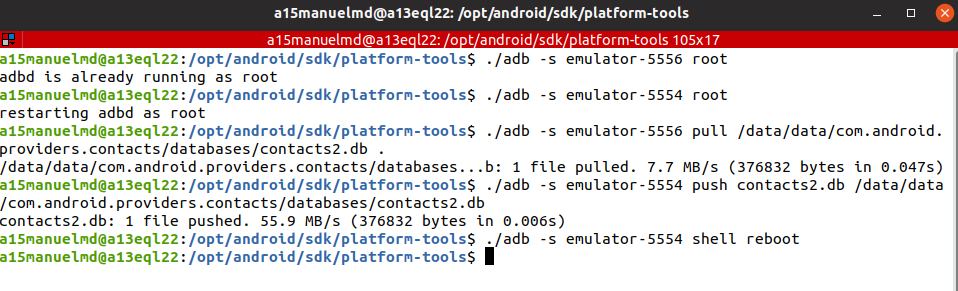 a15manuelmd@a13eql22: /opt/android/sdk/platform-tools
a15manuelmd@a13eql22: /opt/android/sdk/platform-tools 105x17
a15manuelmd@a13eql22:/opt/android/sdk/platform-tools$ ./adb -s emulator-5556 root
adbd is already running as root
a15manuelmd@a13eql22:/opt/android/sdk/platform-tools$ ./adb -s emulator-5554 root
restarting adbd as root
a15manuelmd@a13eql22:/opt/android/sdk/platform-tools$ ./adb -s emulator-5556 pull /data/data/com.android.
providers.contacts/databases/contacts2.db .
/data/data/com.android.providers.contacts/databases...b: 1 file pulled. 7.7 MB/s (376832 bytes in 0.047s)
a15manuelmd@a13eql22:/opt/android/sdk/platform-tools$ ./adb -s emulator-5554 push contacts2.db /data/data
/com.android.providers.contacts/databases/contacts2.db
contacts2.db: 1 file pushed. 55.9 MB/s (376832 bytes in 0.006s)
a15manuelmd@a13eql22:/opt/android/sdk/platform-tools$ ./adb -s emulator-5554 shell reboot
a15manuelmd@a13eql22:/opt/android/sdk/platform-tools$